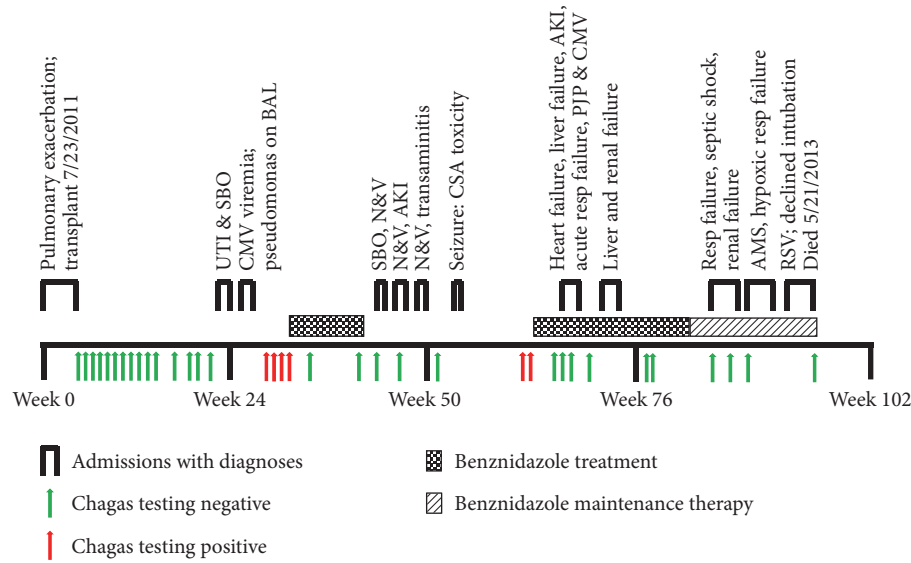 Pulmonary exacerbation;
transplant 7/23/2011
UTI & SBO
CMV viremia;
pseudomonas on BAL
SBO, N&V
N&V, AKI
N&V, transaminitis
Seizure: CSA toxicity
Heart failure, liver failure, AKI,
acute resp failure, PJP & CMV
Liver and renal failure
Resp failure, septic shock,
renal failure
AMS, hypoxic resp failure
RSV; declined intubation
Died 5/21/2013
Week 0
Week 24
Week 50
Week 76
Week 102
Admissions with diagnoses
Chagas testing negative
Chagas testing positive
Benznidazole treatment
Benznidazole maintenance therapy